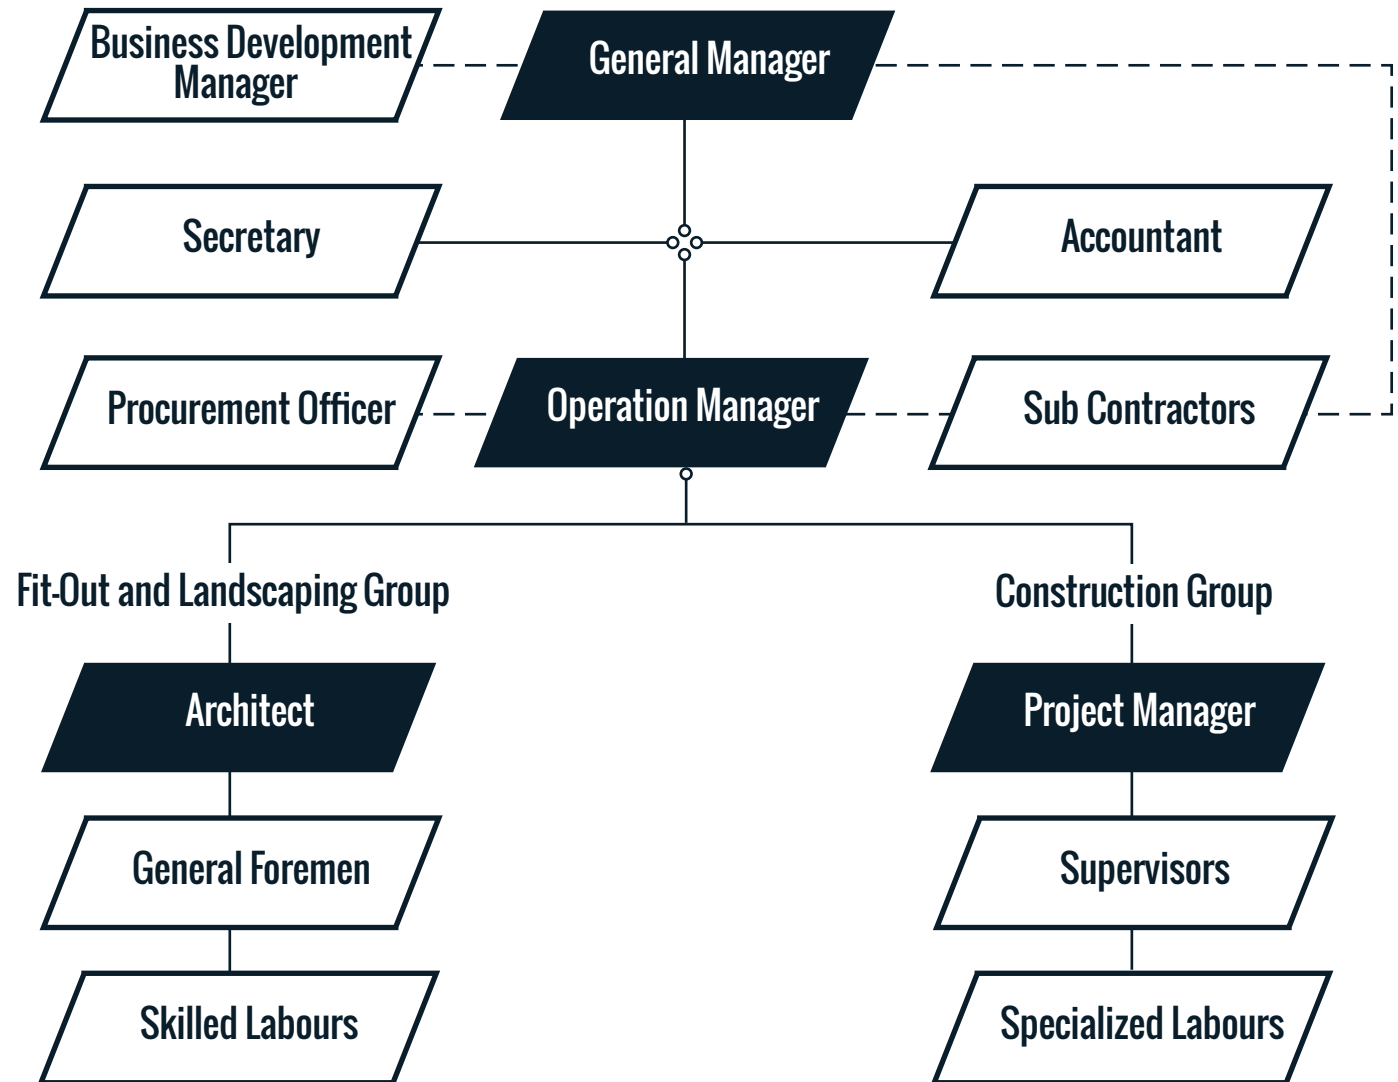 Business Development
Manager
General Manager
Secretary
Accountant
Procurement Officer
Operation Manager
Sub Contractors
Fit-Out and Landscaping Group
Construction Group
Architect
Project Manager
General Foremen
Supervisors
Skilled Labours
Specialized Labours